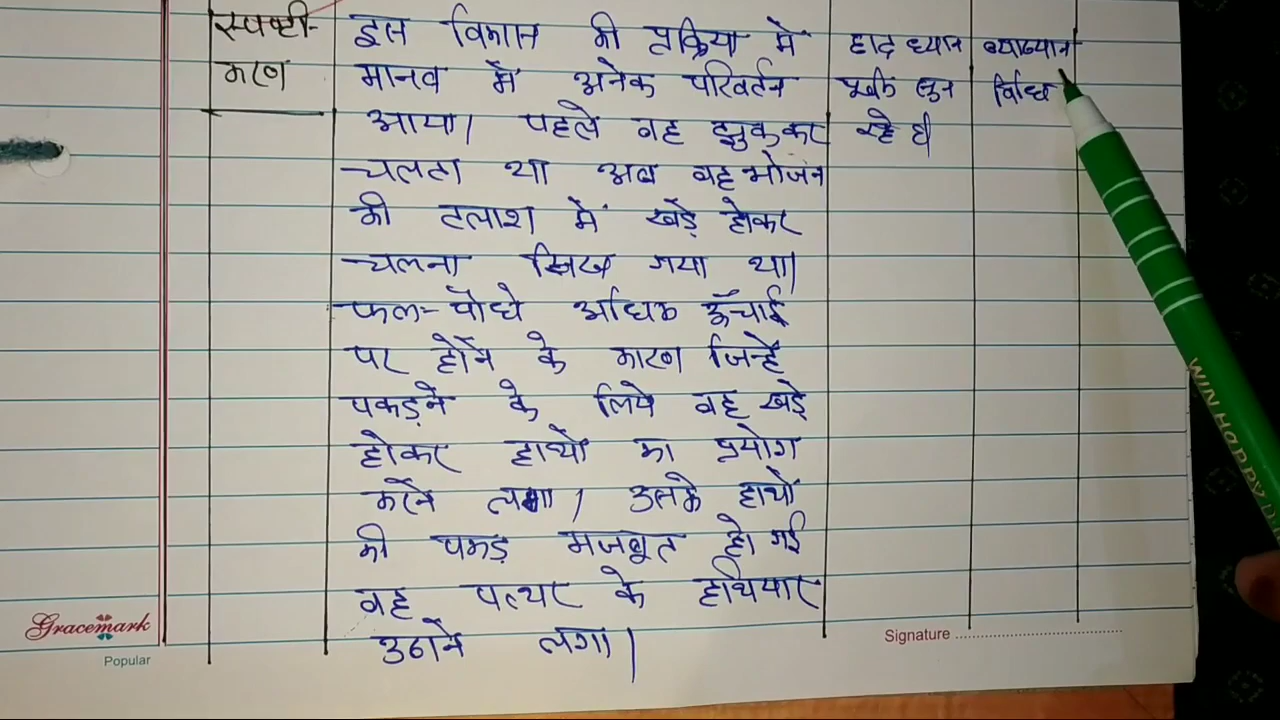 स्पष्टी- इस विकास की प्रक्रिया में छात्र ध्यान व्याख्यान
करण मानव में अनेक परिवर्तन पूर्वक सुन विधि
आया। पहले वह झुककर रहे है।
चलता था अब वह भोजन
की तलाश में खड़े होकर
चलना सिख गया था।
फल-पौधे अधिक ऊँचाई
पर होने के कारण जिन्हें
पकड़ने के लिये वह खड़े
होकर हाथों का प्रयोग
करने लगा। उसके हाथों
की पकड़ मजबूत हो गई
वह पत्थर के हथियार
उठाने लगा।
Gracemark
Popular
Signature
WIN HAPPY